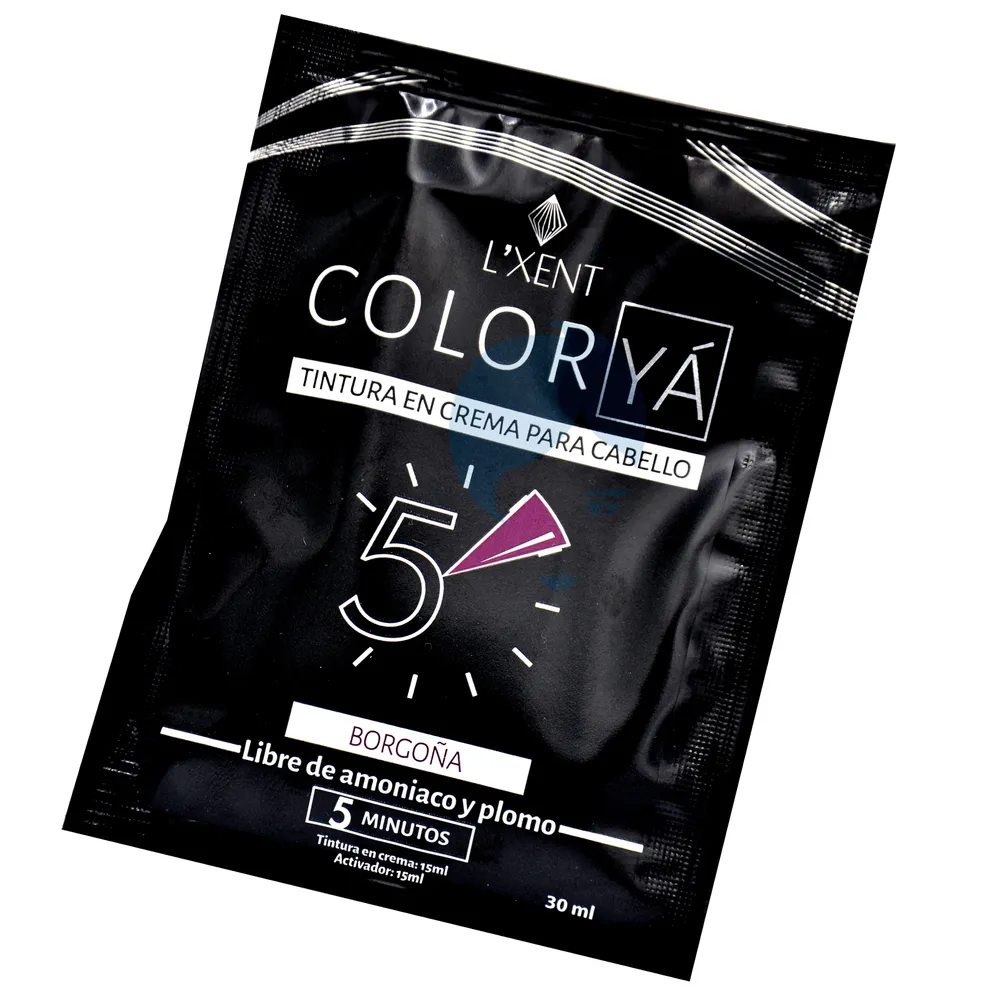 L'XENT
COLOR YÁ
TINTURA EN CREMA PARA CABELLO
5
BORGOÑA
Libre de amoniaco y plomo
5 MINUTOS
Tintura en crema: 15ml
Activador: 15ml
30 ml